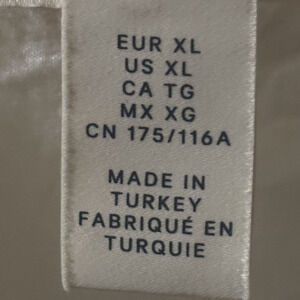 EUR XL
US XL
CA TG
MX XG
CN 175/116A
MADE IN
TURKEY
FABRIQUÉ EN
TURQUIE